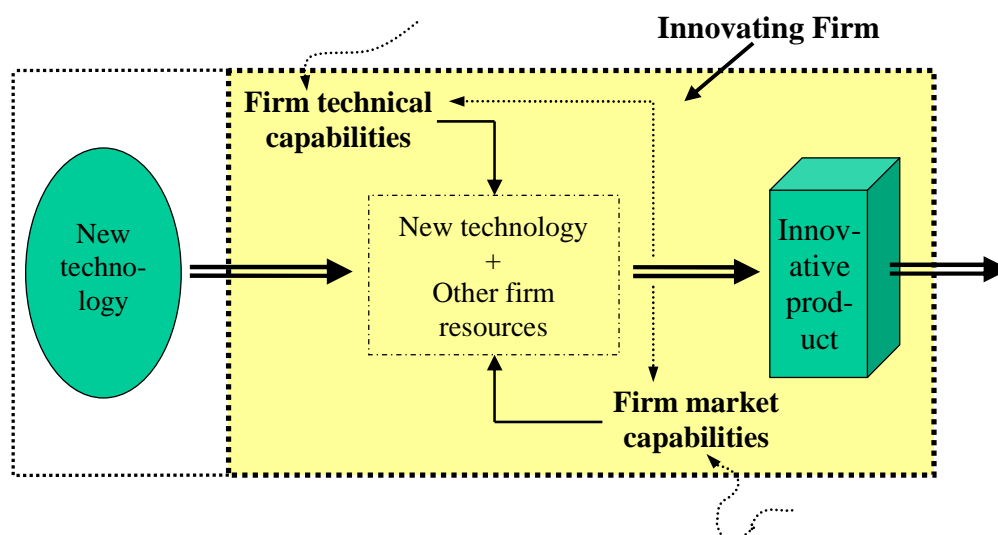 Innovating Firm
Firm technical
capabilities
New
techno-
logy
New technology
+
Other firm
resources
Innov-
ative
prod-
uct
Firm market
capabilities